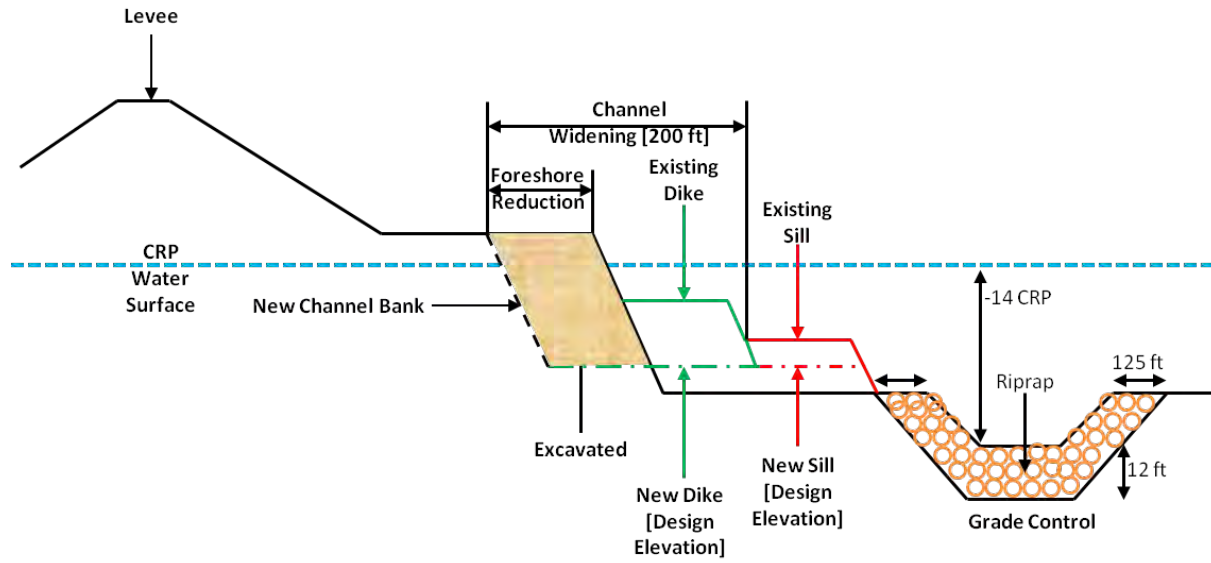 Levee
Channel
Widening [200 ft]
Foreshore
Reduction
Existing
Dike
Existing
Sill
CRP
Water
Surface
New Channel Bank
-14 CRP
125 ft
Riprap
Excavated
12 ft
New Dike
[Design
Elevation]
New Sill
[Design
Elevation]
Grade Control